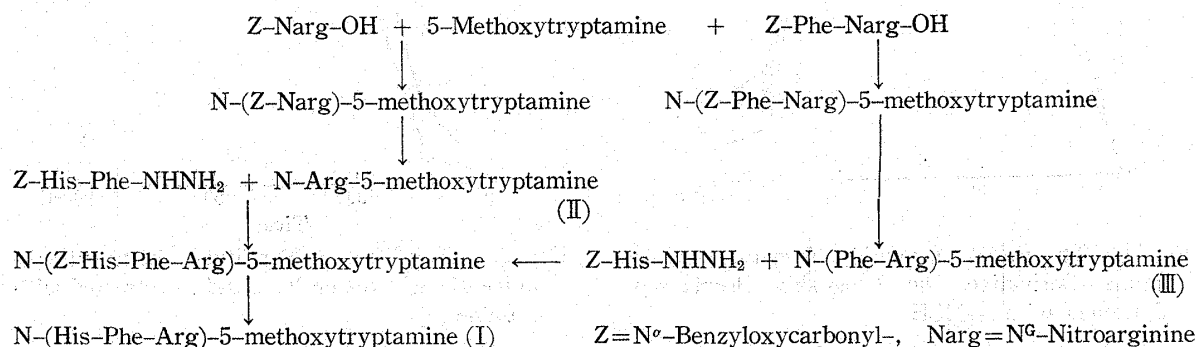 Z–Narg–OH + 5–Methoxytryptamine + Z–Phe–Narg–OH
N–(Z–Narg)–5–methoxytryptamine N–(Z–Phe–Narg)–5–methoxytryptamine
Z–His–Phe–NHNH₂ + N–Arg–5–methoxytryptamine
(Ⅱ)
N–(Z–His–Phe–Arg)–5–methoxytryptamine ← Z–His–NHNH₂ + N–(Phe–Arg)–5–methoxytryptamine
(Ⅲ)
N–(His–Phe–Arg)–5–methoxytryptamine (Ⅰ) Z=Nᵅ–Benzyloxycarbonyl–, Narg=Nᴳ–Nitroarginine